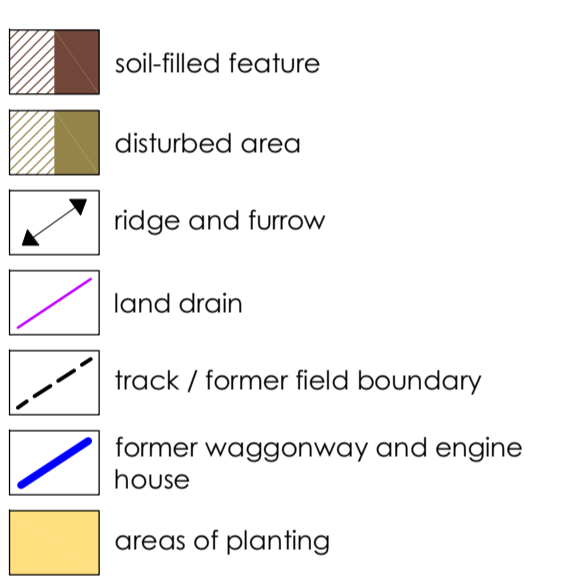 soil-filled feature
disturbed area
ridge and furrow
land drain
track / former field boundary
former waggonway and engine
house
areas of planting